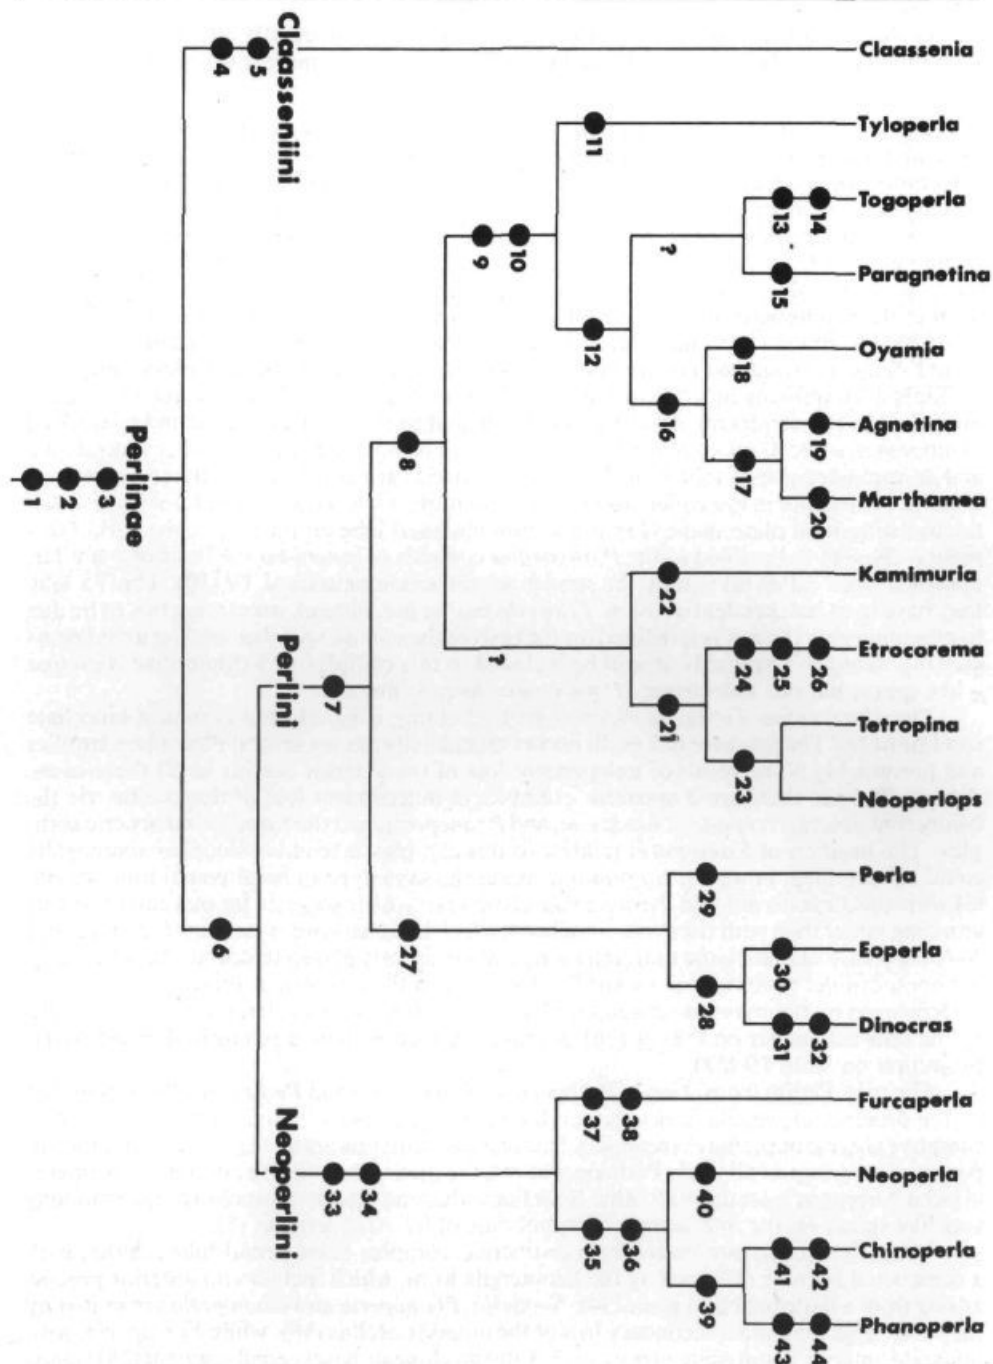 Claassenia
4 5 Claasseniini
Tyloperla
11
Togoperla
13 14
?
9 10
Paragnetina
15
12
Oyamia
18
16
Agnetina
19
17
8
Perlinae
1 2 3
Marthamea
20
Kamimuria
22
Etrocorema
24 25 26
?
Perlini
7
21
Tetropina
23
Neoperlops
Perla
29
6
27
Eoperla
30
28
Dinocras
31 32
Furcaperla
37 38
Neoperlini
33 34
Neoperla
40
35 36
Chinoperla
41 42
39
Phanoperla
43 44